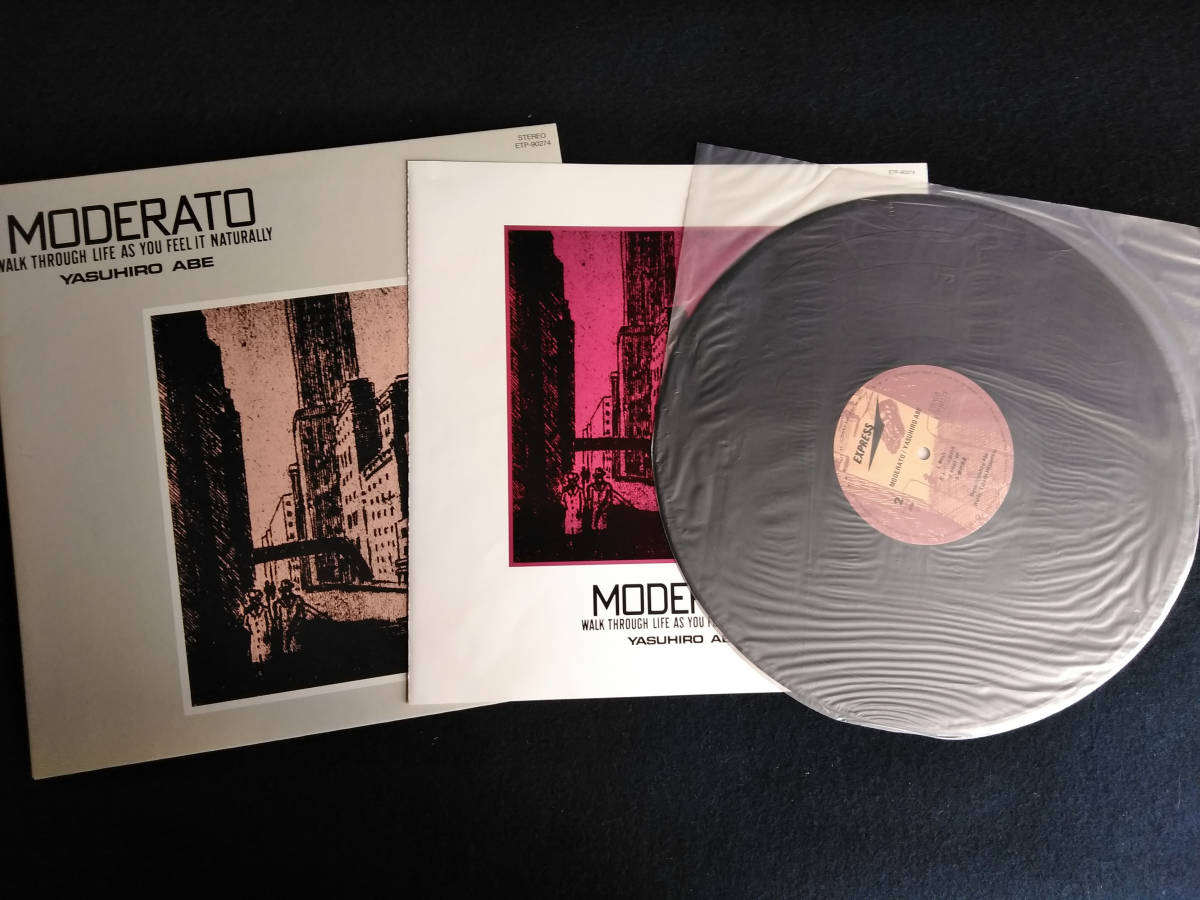 STEREO
ETP-90274
MODERATO
WALK THROUGH LIFE AS YOU FEEL IT NATURALLY
YASUHIRO ABE
ETP-90274
MODER
WALK THROUGH LIFE AS YOU F
YASUHIRO AB
EXPRESS
MODERATO / YASUHIRO ABE
2